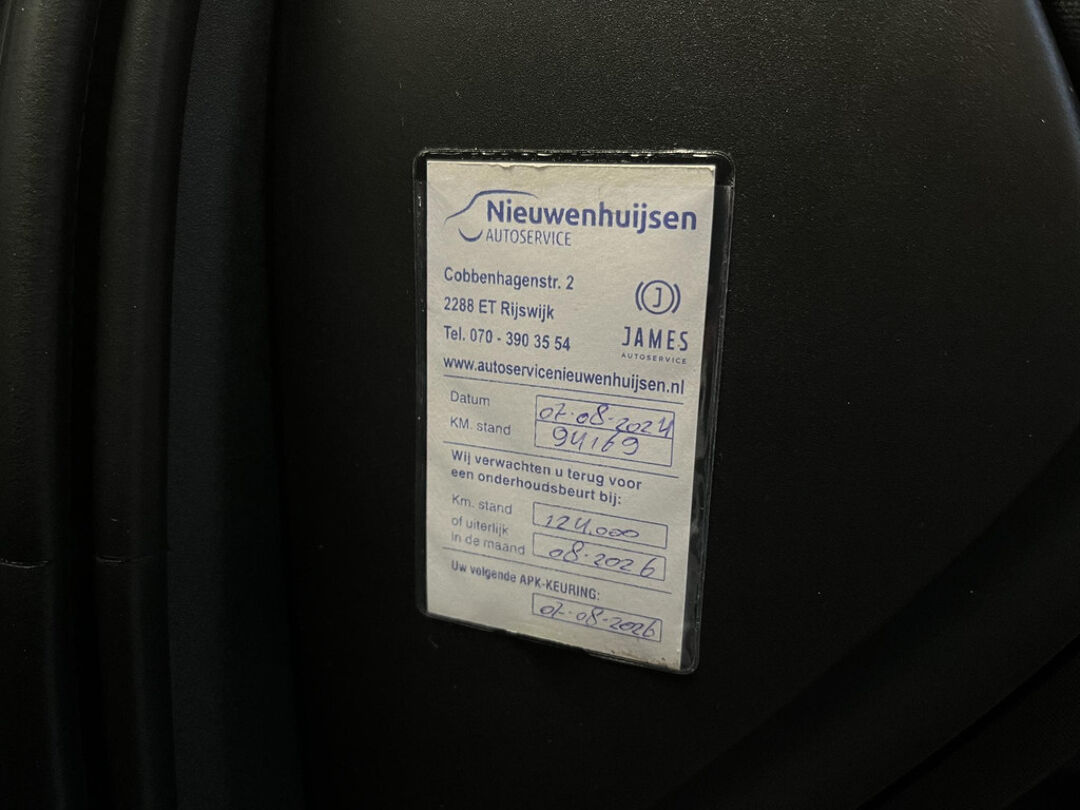 Nieuwenhuijsen
AUTOSERVICE
Cobbenhagenstr. 2
2288 ET Rijswijk
Tel. 070 - 390 35 54
J
JAMES
AUTOSERVICE
www.autoservicenieuwenhuijsen.nl
Datum 07-08-2024
KM. stand 94169
Wij verwachten u terug voor
een onderhoudsbeurt bij:
Km. stand 124.000
of uiterlijk
in de maand 08-2026
Uw volgende APK-KEURING:
07-08-2026